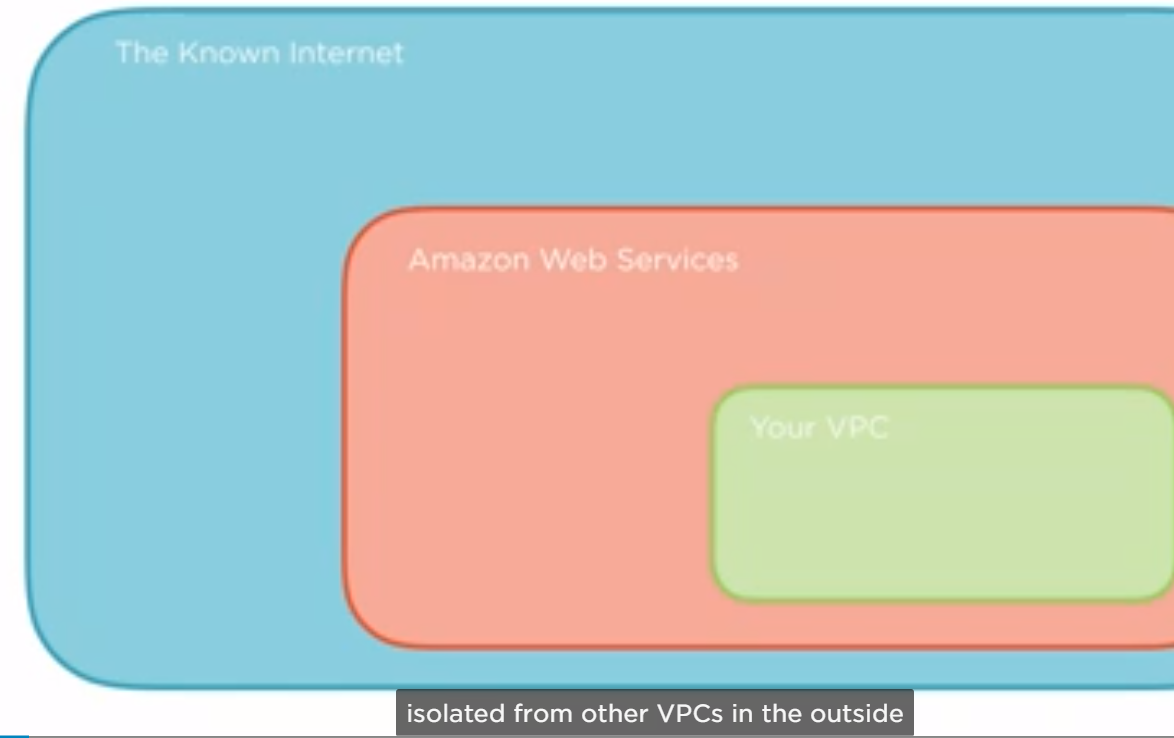 The Known Internet
Amazon Web Services
Your VPC
isolated from other VPCs in the outside